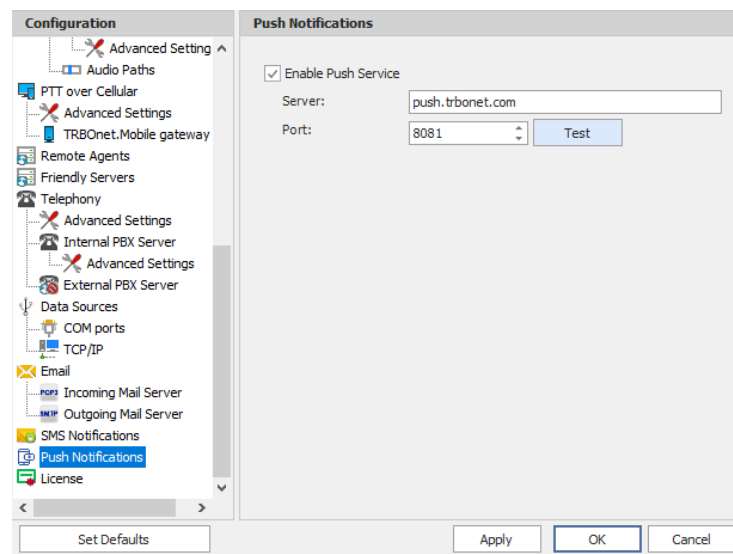 Configuration
Advanced Setting
Audio Paths
PTT over Cellular
Advanced Settings
TRBOnet.Mobile gateway
Remote Agents
Friendly Servers
Telephony
Advanced Settings
Internal PBX Server
Advanced Settings
External PBX Server
Data Sources
COM ports
TCP/IP
Email
POP3 Incoming Mail Server
SMTP Outgoing Mail Server
SMS Notifications
Push Notifications
License
Set Defaults
Push Notifications
Enable Push Service
Server: push.trbonet.com
Port: 8081 Test
Apply OK Cancel